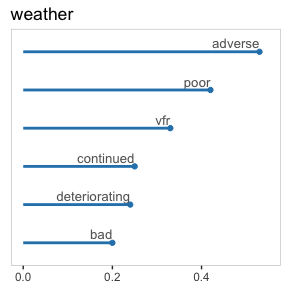 weather
adverse
poor
vfr
continued
deteriorating
bad
0.0 0.2 0.4